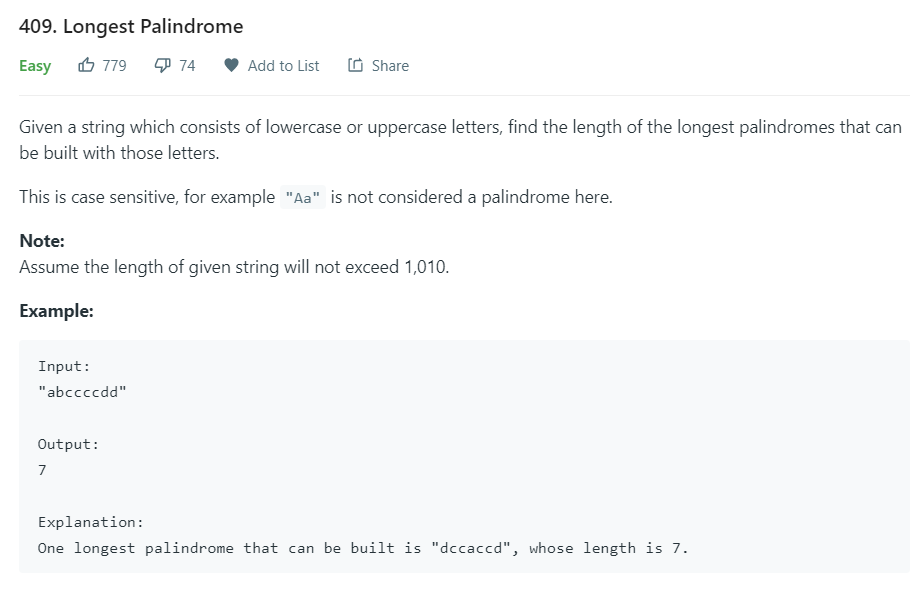 409. Longest Palindrome
Easy 779 74 Add to List Share
Given a string which consists of lowercase or uppercase letters, find the length of the longest palindromes that can
be built with those letters.
This is case sensitive, for example "Aa" is not considered a palindrome here.
Note:
Assume the length of given string will not exceed 1,010.
Example:
Input:
"abccccdd"
Output:
7
Explanation:
One longest palindrome that can be built is "dccaccd", whose length is 7.